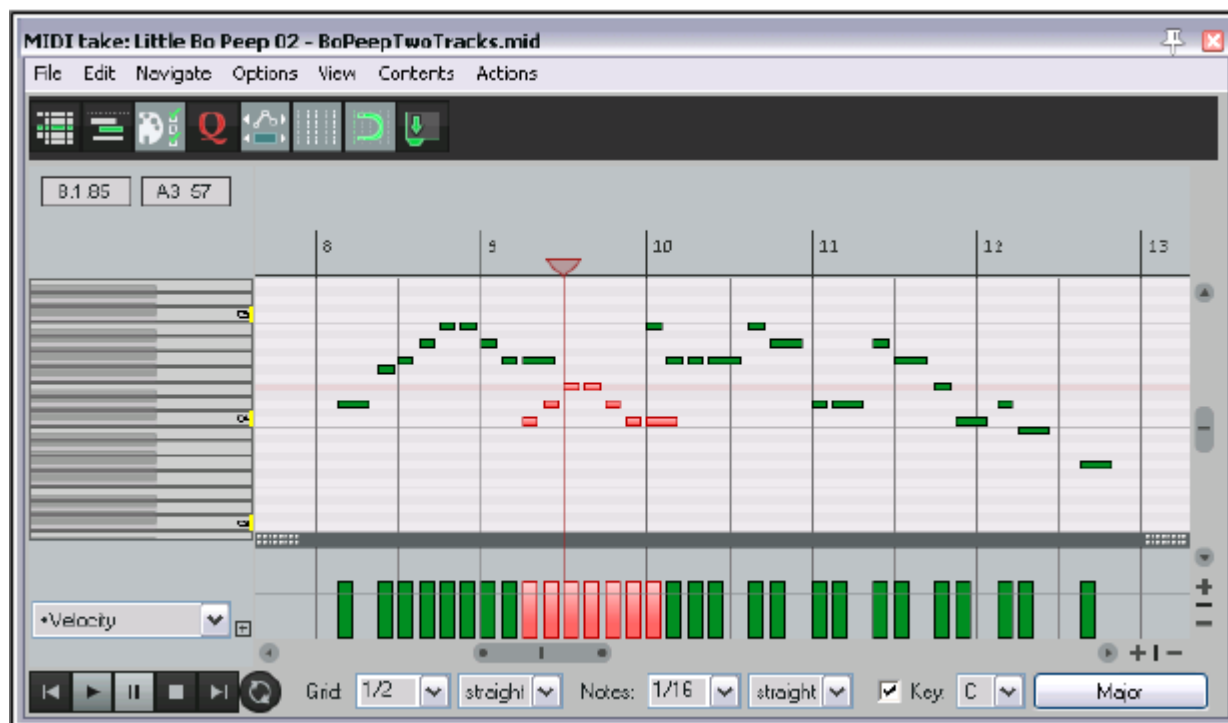 MIDI take: Little Bo Peep 02 - BoPeepTwoTracks.mid
File Edit Navigate Options View Contents Actions
Q
8.1.85 A3 57
8 9 10 11 12 13
•Velocity
Grid: 1/2 straight Notes: 1/16 straight Key: C Major